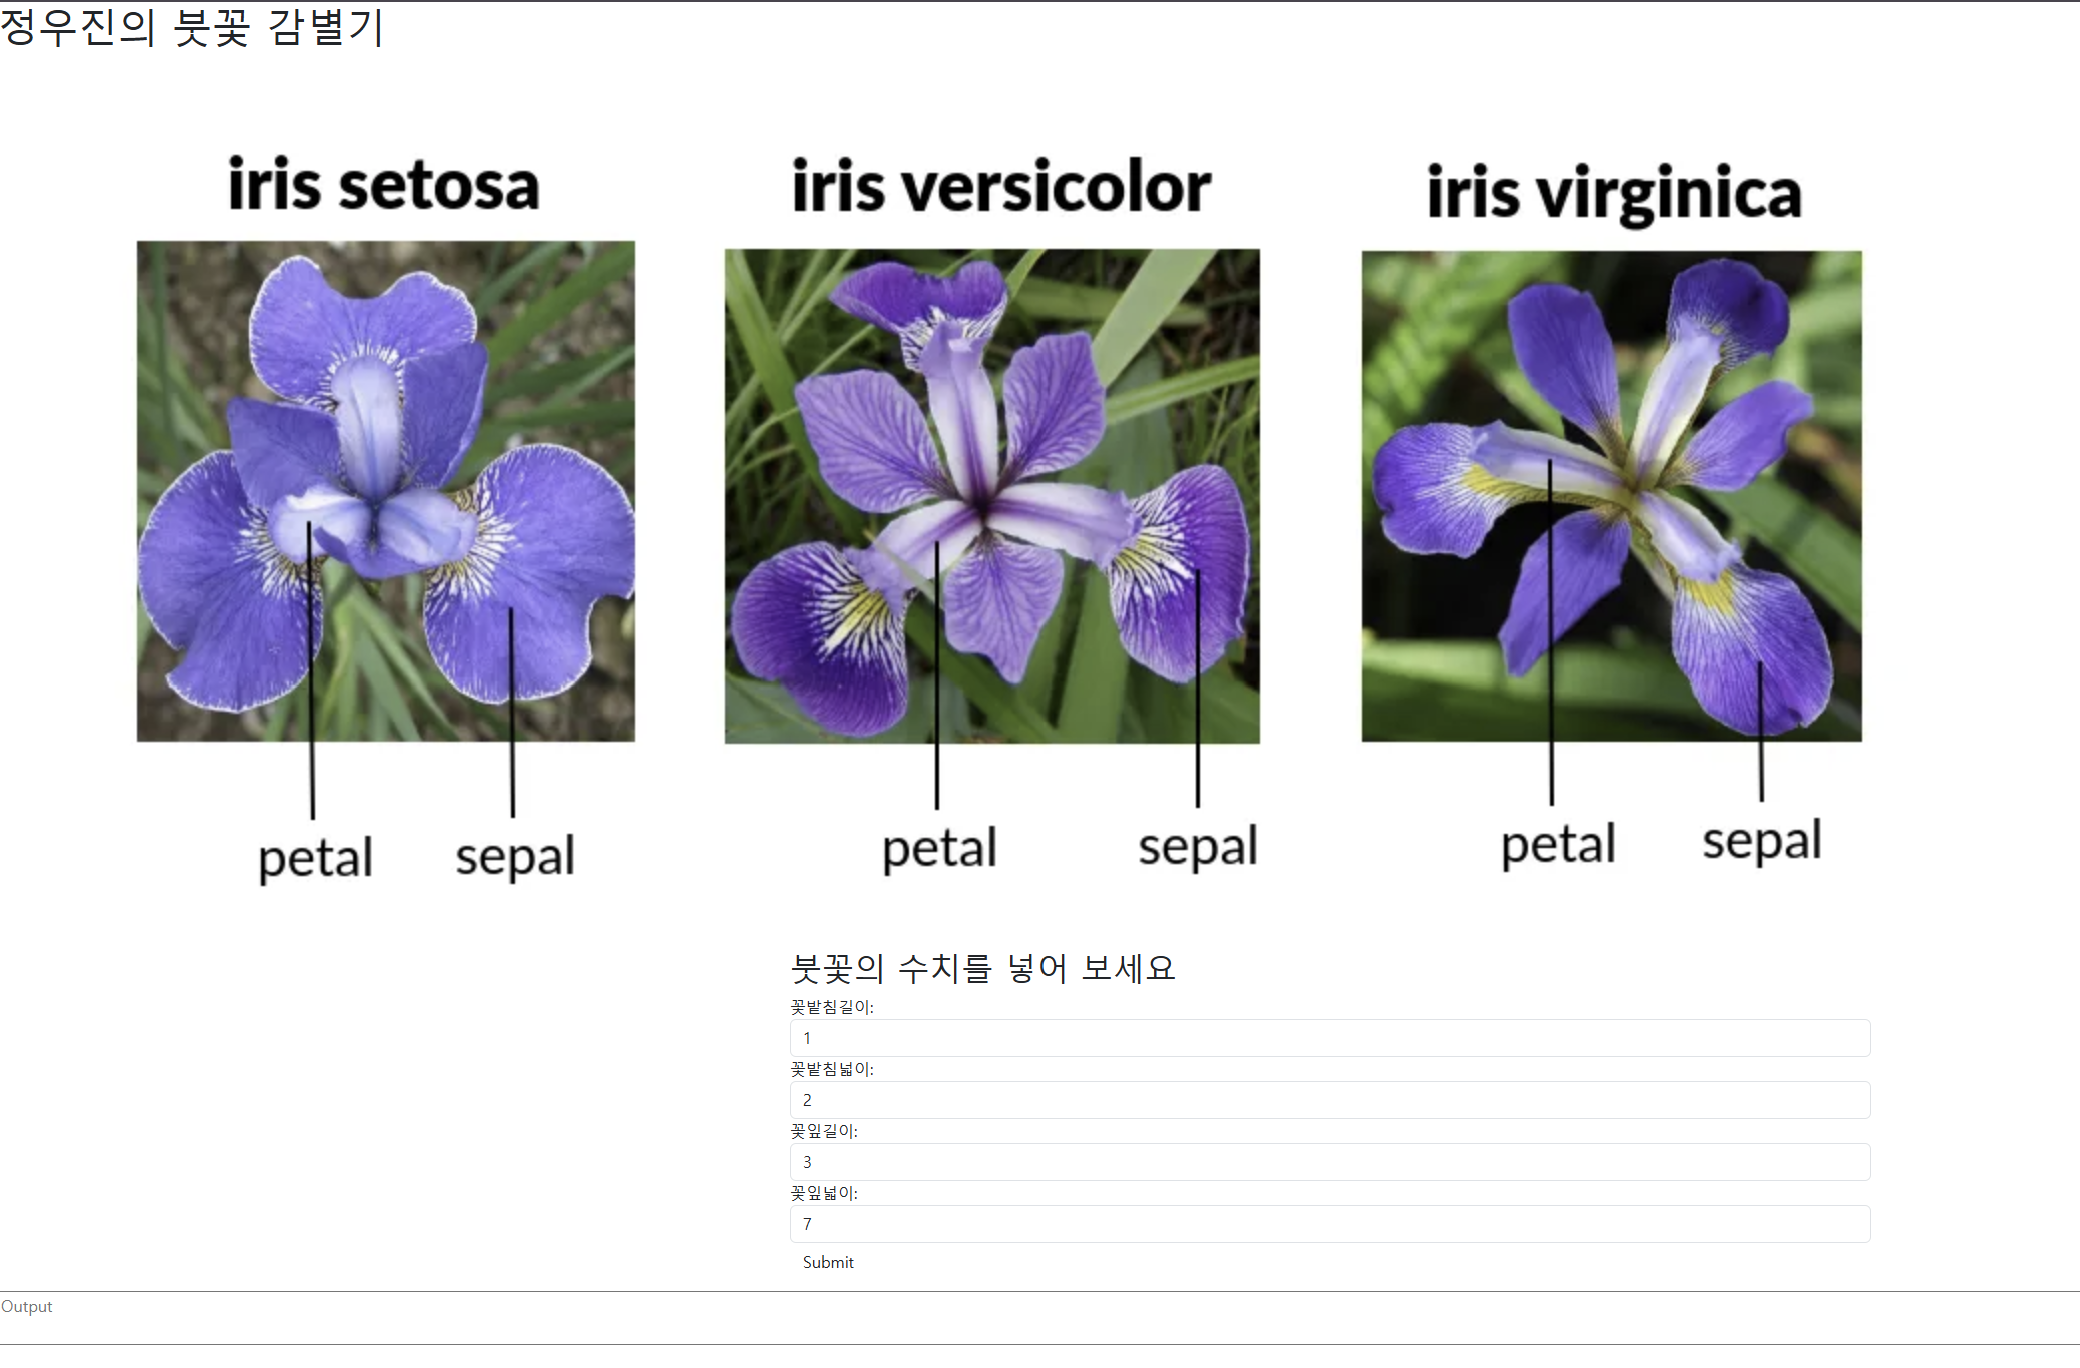 정우진의 붓꽃 감별기
iris setosa
iris versicolor
iris virginica
petal
sepal
petal
sepal
petal
sepal
붓꽃의 수치를 넣어 보세요
꽃밭침길이:
1
꽃밭침넓이:
2
꽃잎길이:
3
꽃잎넓이:
7
Submit
Output